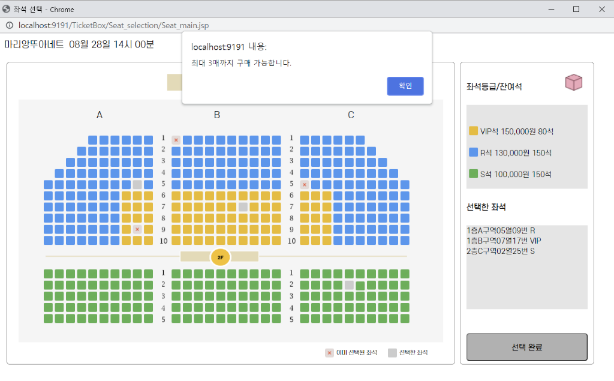 좌석 선택 - Chrome
localhost:9191/TicketBox/Seat_selection/Seat_main.jsp
마리앙뚜아네트 08월 28일 14시 00분
localhost:9191 내용:
최대 3매까지 구매 가능합니다.
확인
A B C
1 1
2 2
3 3
4 4
5 5
6 6
7 7
8 8
9 9
10 10
2F
1 1
2 2
3 3
4 4
5 5
이미 선택된 좌석 선택한 좌석
좌석등급/잔여석
VIP석 150,000원 80석
R석 130,000원 150석
S석 100,000원 150석
선택한 좌석
1층A구역05열09번 R
1층B구역07열17번 VIP
2층C구역02열25번 S
선택 완료